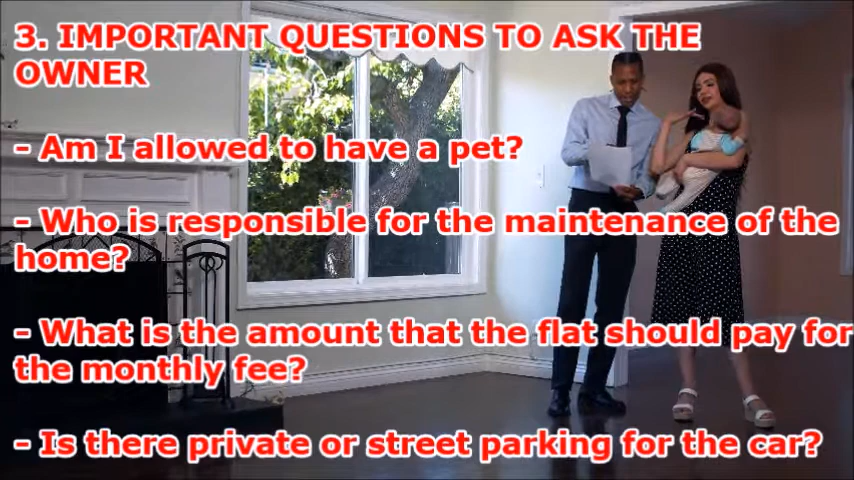 3. IMPORTANT QUESTIONS TO ASK THE
OWNER
- Am I allowed to have a pet?
- Who is responsible for the maintenance of the
home?
- What is the amount that the flat should pay for
the monthly fee?
- Is there private or street parking for the car?